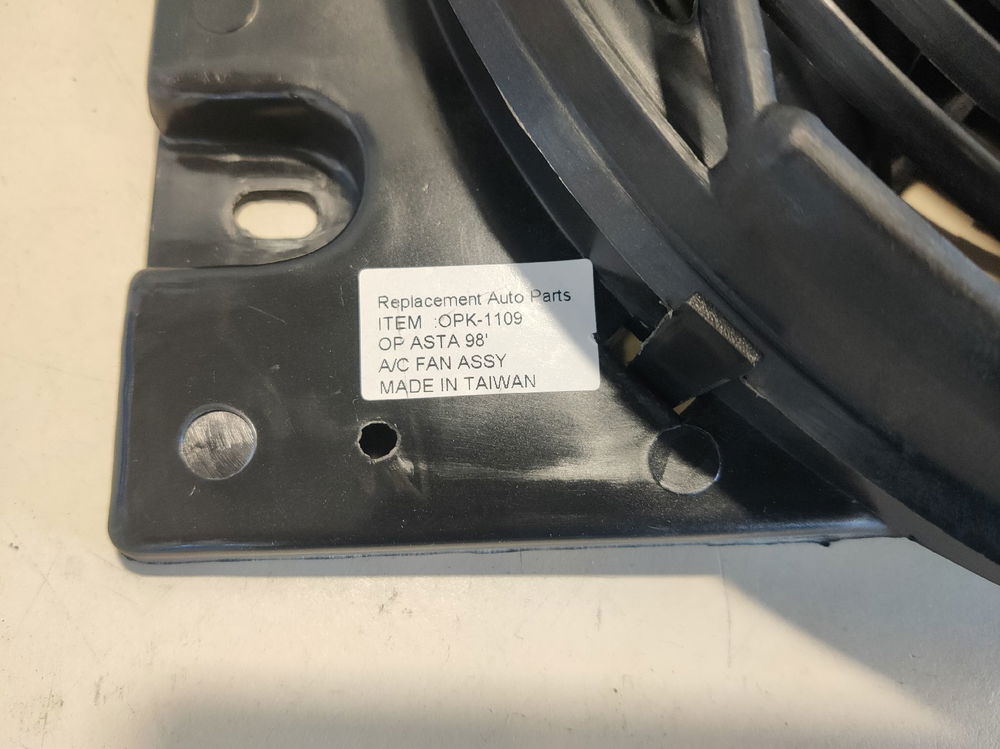 Replacement Auto Parts
ITEM :OPK-1109
OP ASTA 98'
A/C FAN ASSY
MADE IN TAIWAN